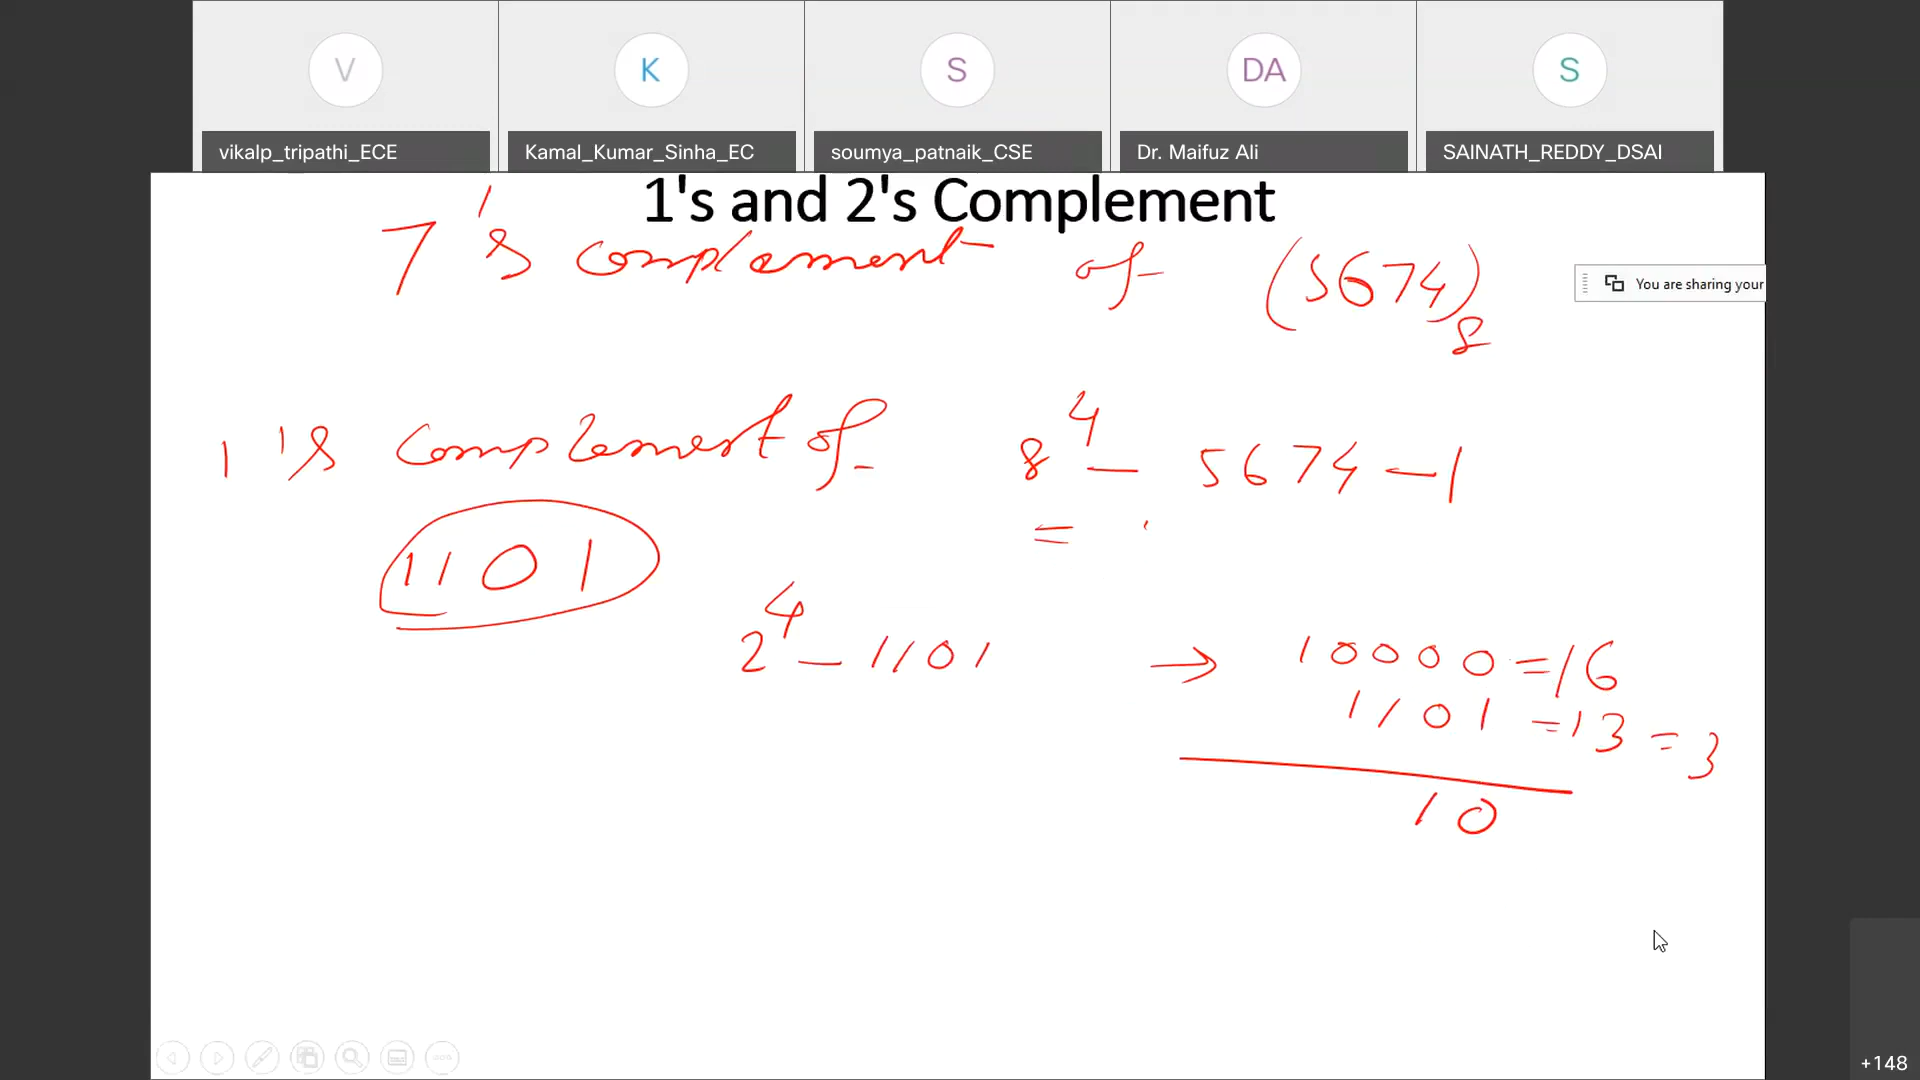 V K S DA S
vikalp_tripathi_ECE Kamal_Kumar_Sinha_EC soumya_patnaik_CSE Dr. Maifuz Ali SAINATH_REDDY_DSAI
1's and 2's Complement
7's complement of (5674)8
You are sharing your
1's complement of
8^4 - 5674 - 1
=
1101
2^4 - 1101 → 10000 = 16
1101 = 13 = 3
10
+148